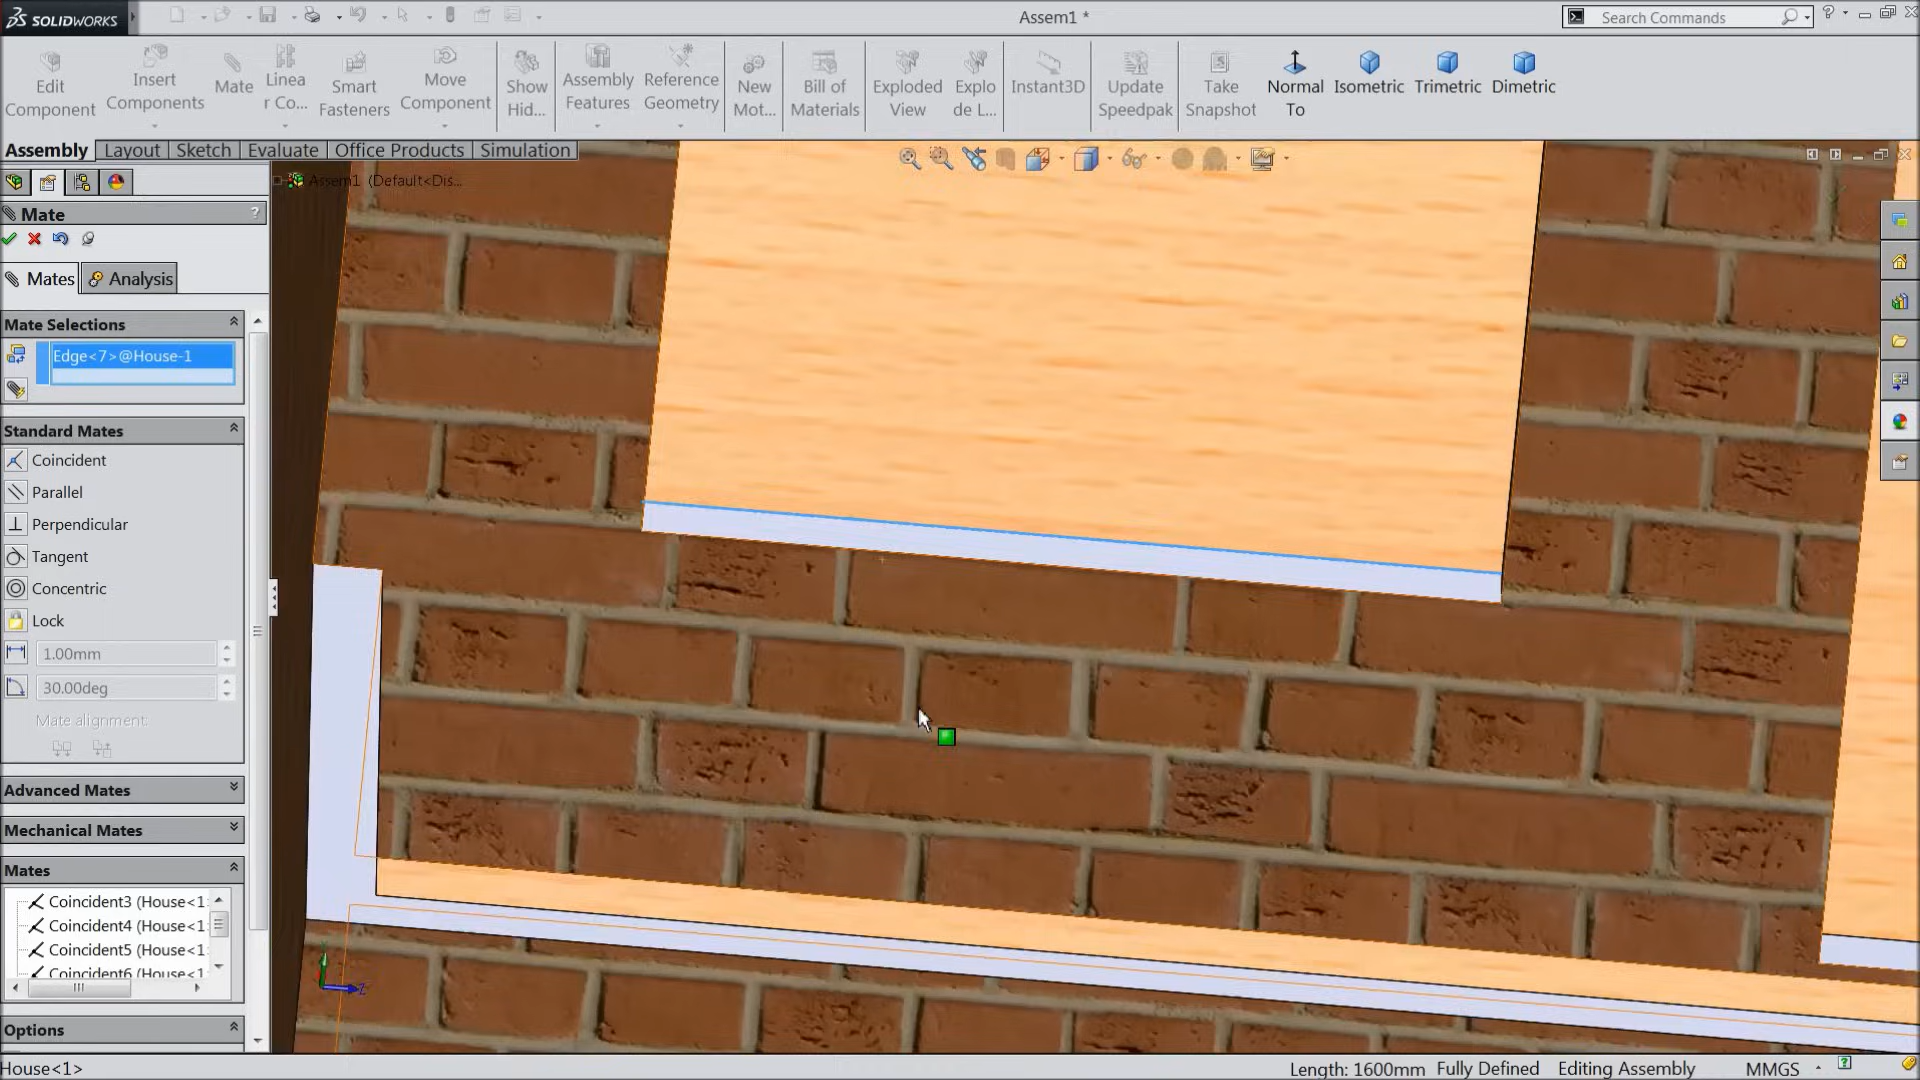 SOLIDWORKS
Assem1 *
Search Commands
Edit Component
Insert Components
Mate
Linea r Co...
Smart Fasteners
Move Component
Show Hid...
Assembly Features
Reference Geometry
New Mot...
Bill of Materials
Exploded View
Explo de L...
Instant3D
Update Speedpak
Take Snapshot
Normal To
Isometric
Trimetric
Dimetric
Assembly Layout Sketch Evaluate Office Products Simulation
Assem1 (Default<Dis...
Mate ?
Mates Analysis
Mate Selections
Edge<7>@House-1
Standard Mates
Coincident
Parallel
Perpendicular
Tangent
Concentric
Lock
1.00mm
30.00deg
Mate alignment:
Advanced Mates
Mechanical Mates
Mates
Coincident3 (House<1
Coincident4 (House<1
Coincident5 (House<1
Coincident6 (House<1
Options
Z
House<1>
Length: 1600mm Fully Defined Editing Assembly MMGS